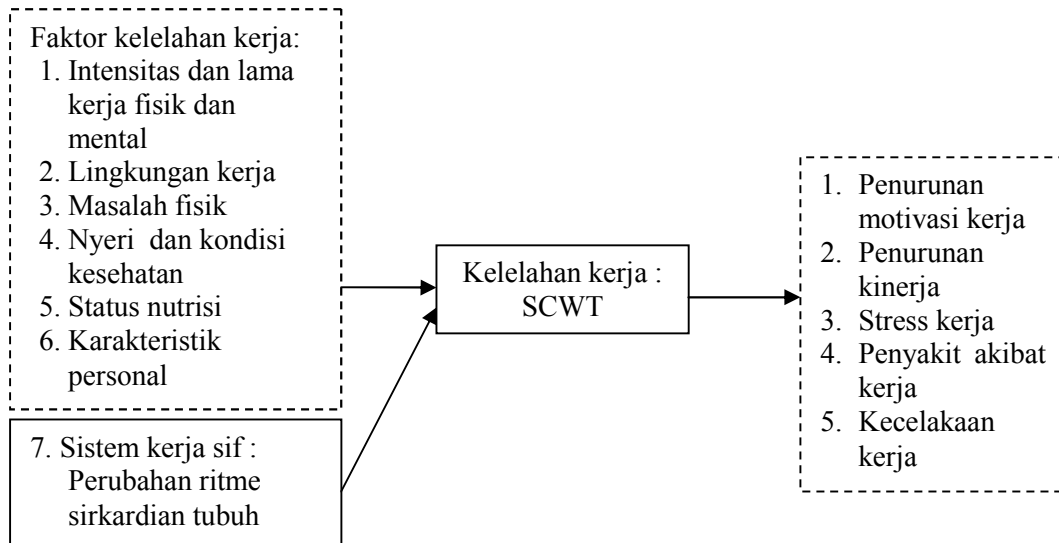 Faktor kelelahan kerja:
1. Intensitas dan lama
kerja fisik dan
mental
2. Lingkungan kerja
3. Masalah fisik
4. Nyeri dan kondisi
kesehatan
5. Status nutrisi
6. Karakteristik
personal
7. Sistem kerja sif :
Perubahan ritme
sirkardian tubuh
Kelelahan kerja :
SCWT
1. Penurunan
motivasi kerja
2. Penurunan
kinerja
3. Stress kerja
4. Penyakit akibat
kerja
5. Kecelakaan
kerja